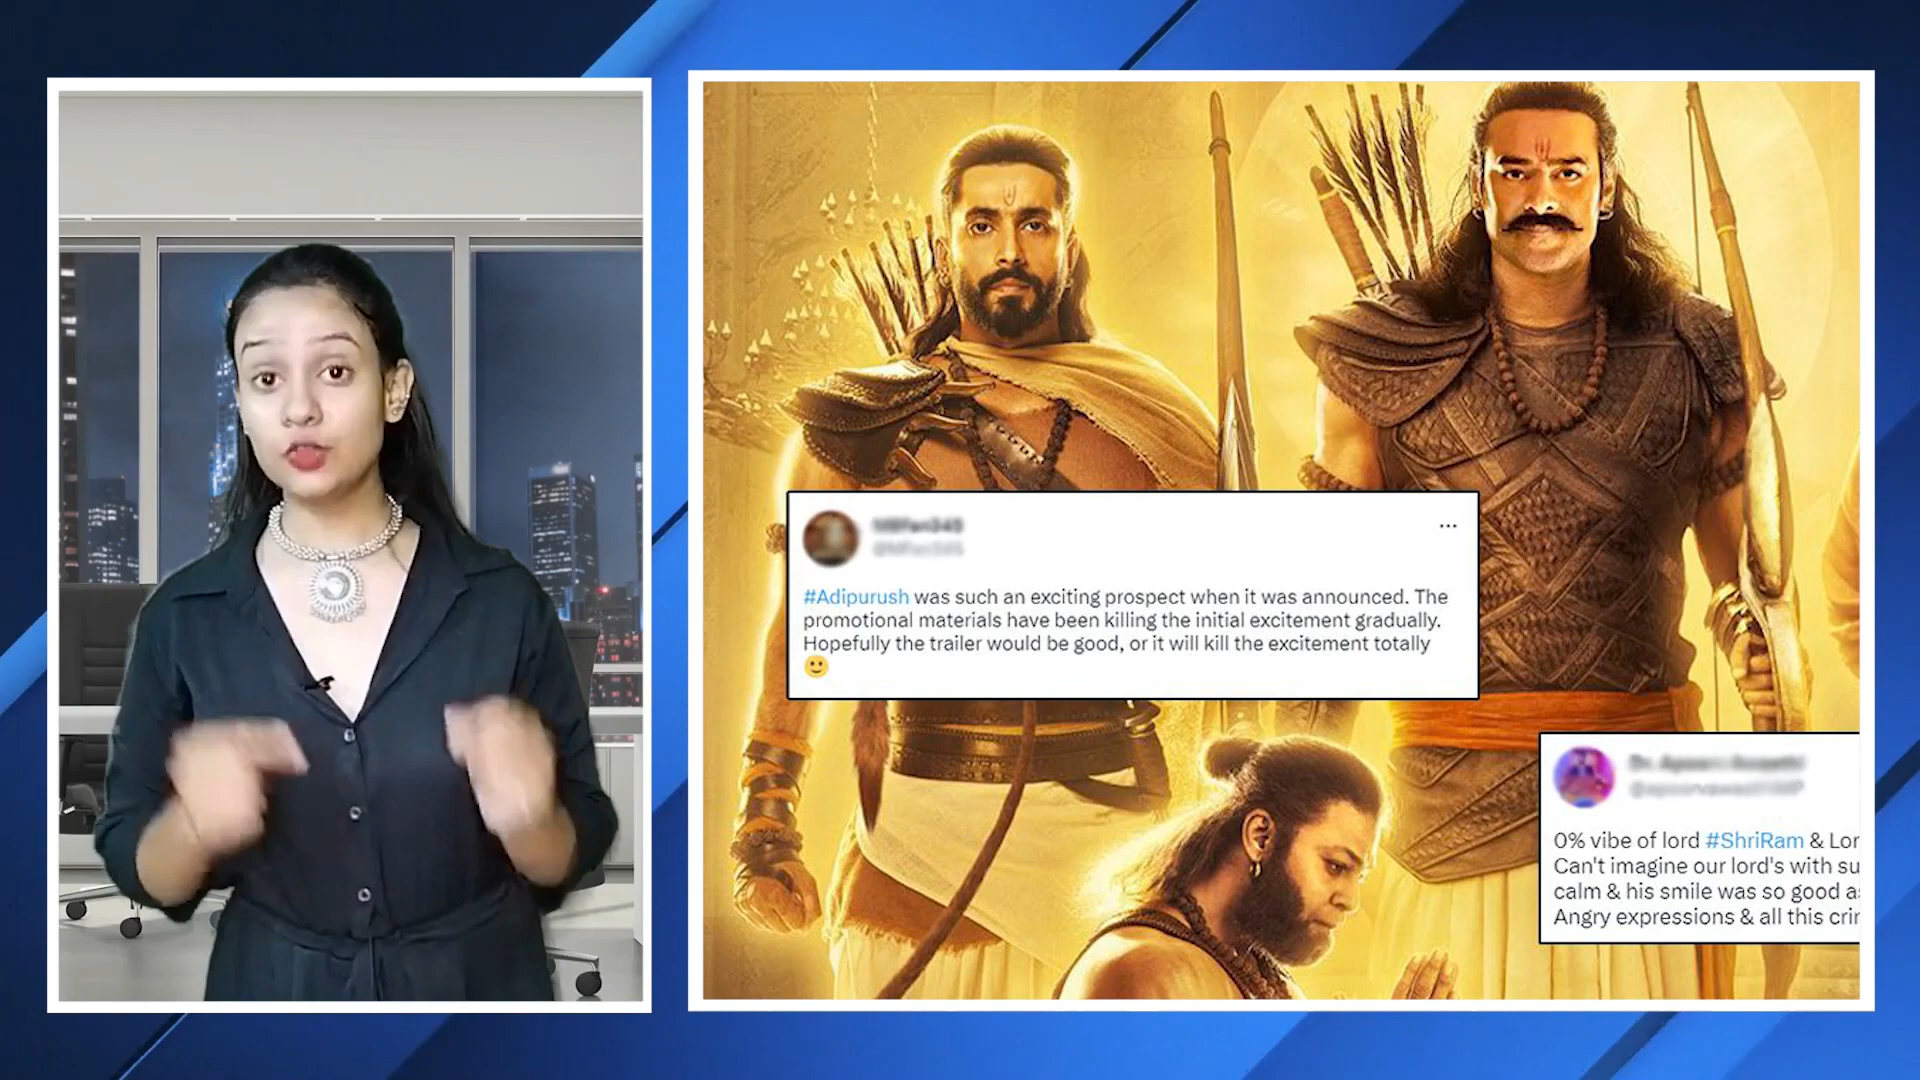 #Adipurush was such an exciting prospect when it was announced. The
promotional materials have been killing the initial excitement gradually.
Hopefully the trailer would be good, or it will kill the excitement totally
🙂
0% vibe of lord #ShriRam & Lor
Can't imagine our lord's with su
calm & his smile was so good a
Angry expressions & all this cri